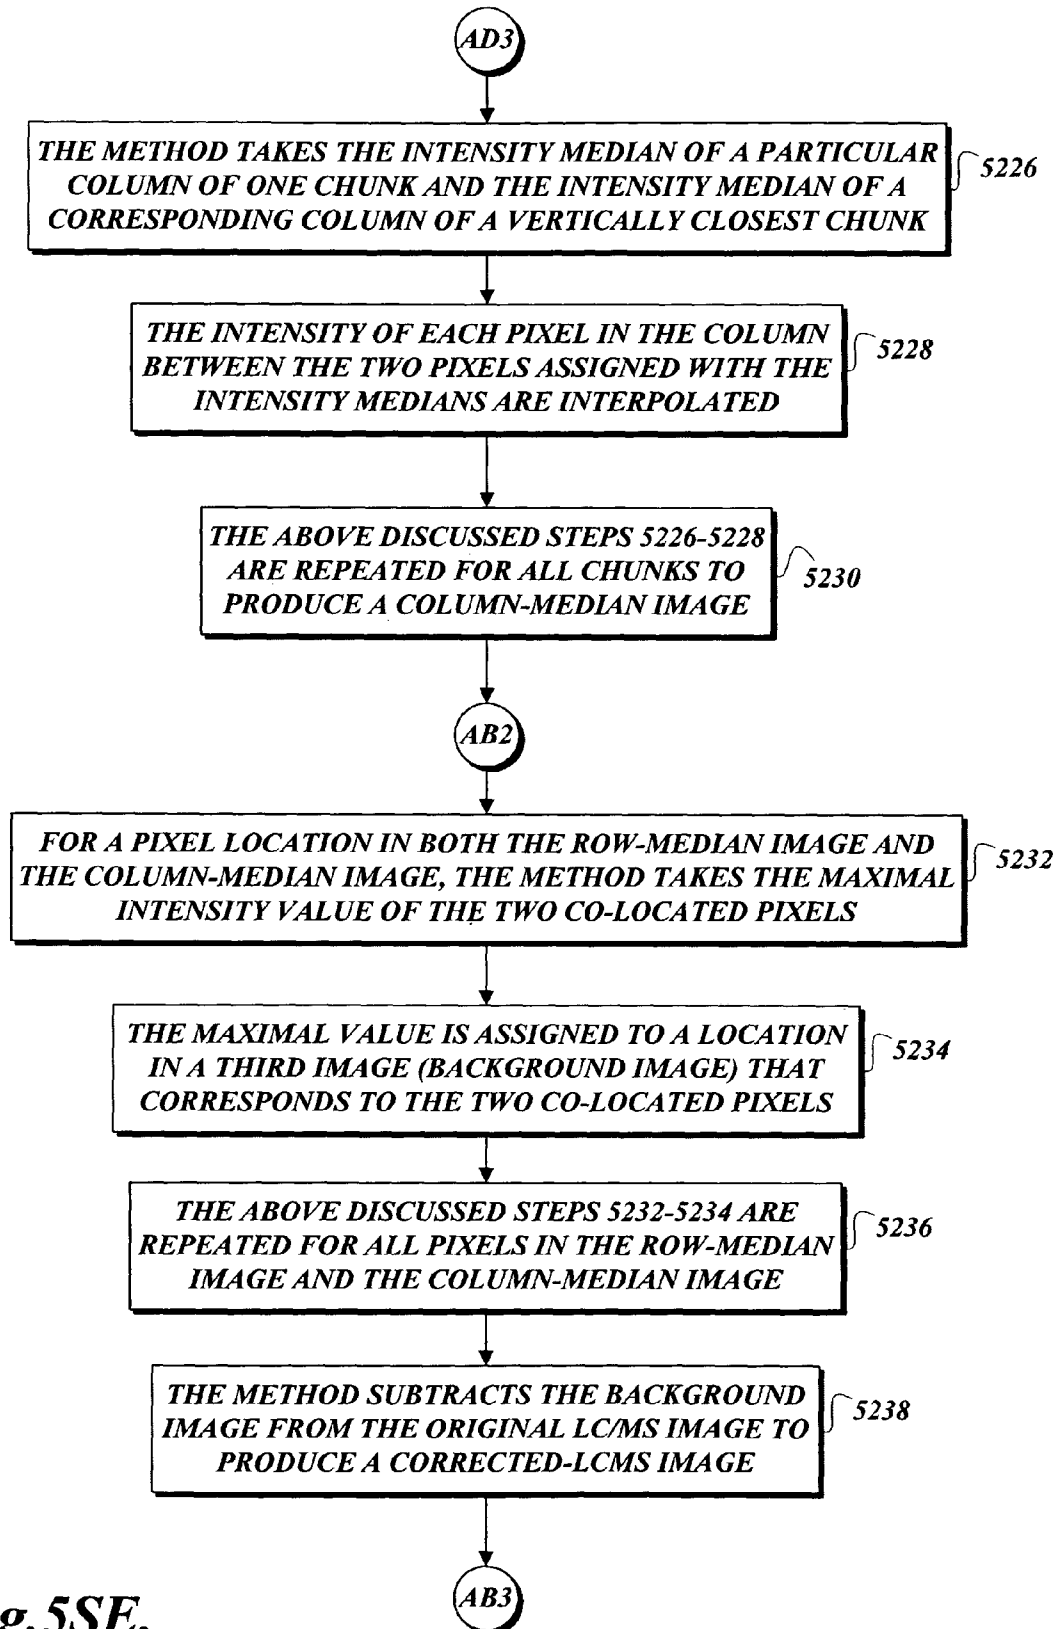 AD3
THE METHOD TAKES THE INTENSITY MEDIAN OF A PARTICULAR
COLUMN OF ONE CHUNK AND THE INTENSITY MEDIAN OF A
CORRESPONDING COLUMN OF A VERTICALLY CLOSEST CHUNK
5226
THE INTENSITY OF EACH PIXEL IN THE COLUMN
BETWEEN THE TWO PIXELS ASSIGNED WITH THE
INTENSITY MEDIANS ARE INTERPOLATED
5228
THE ABOVE DISCUSSED STEPS 5226-5228
ARE REPEATED FOR ALL CHUNKS TO
PRODUCE A COLUMN-MEDIAN IMAGE
5230
AB2
FOR A PIXEL LOCATION IN BOTH THE ROW-MEDIAN IMAGE AND
THE COLUMN-MEDIAN IMAGE, THE METHOD TAKES THE MAXIMAL
INTENSITY VALUE OF THE TWO CO-LOCATED PIXELS
5232
THE MAXIMAL VALUE IS ASSIGNED TO A LOCATION
IN A THIRD IMAGE (BACKGROUND IMAGE) THAT
CORRESPONDS TO THE TWO CO-LOCATED PIXELS
5234
THE ABOVE DISCUSSED STEPS 5232-5234 ARE
REPEATED FOR ALL PIXELS IN THE ROW-MEDIAN
IMAGE AND THE COLUMN-MEDIAN IMAGE
5236
THE METHOD SUBTRACTS THE BACKGROUND
IMAGE FROM THE ORIGINAL LC/MS IMAGE TO
PRODUCE A CORRECTED-LCMS IMAGE
5238
AB3
g.5SE.